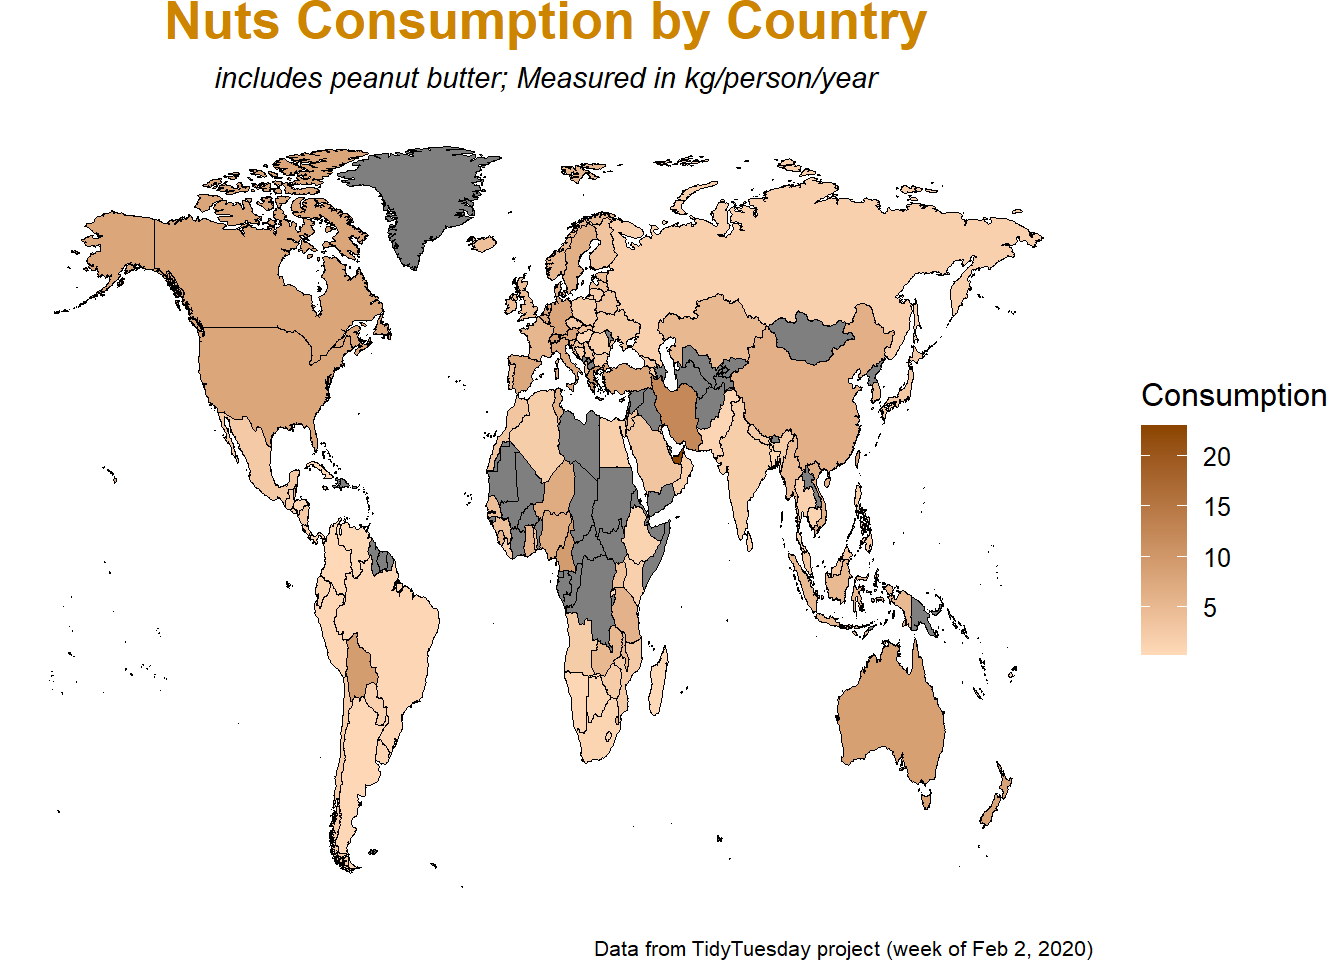 Nuts Consumption by Country
includes peanut butter; Measured in kg/person/year
Consumption
20
15
10
5
Data from TidyTuesday project (week of Feb 2, 2020)